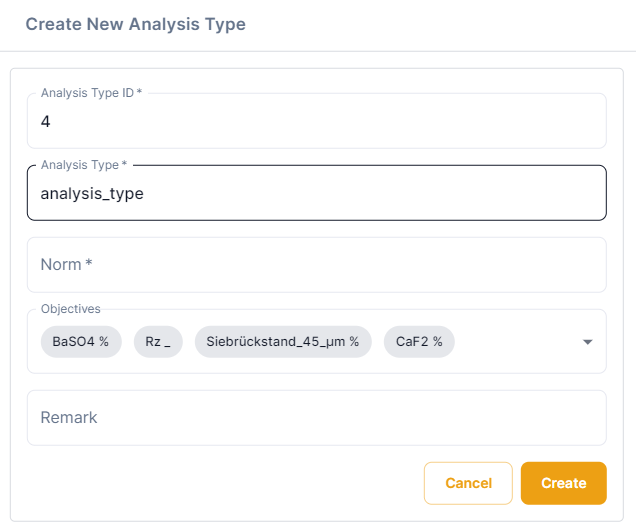 Create New Analysis Type
Analysis Type ID *
4
Analysis Type *
analysis_type
Norm *
Objectives
BaSO4 % Rz _ Siebrückstand_45_µm % CaF2 %
Remark
Cancel Create